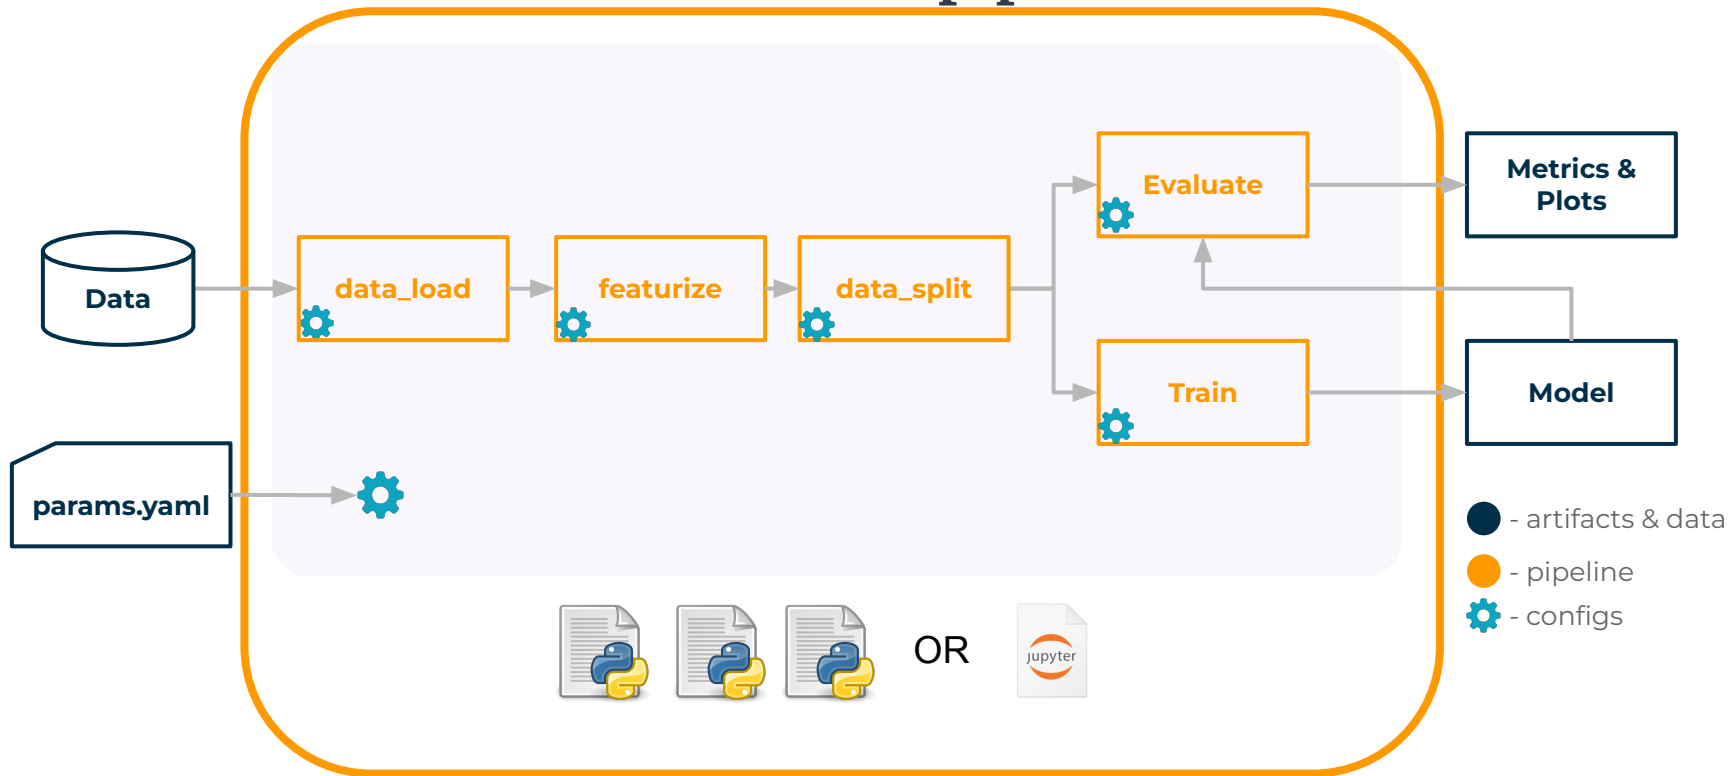 Data
data_load
featurize
data_split
Evaluate
Train
Metrics &
Plots
Model
params.yaml
- artifacts & data
- pipeline
- configs
OR
jupyter